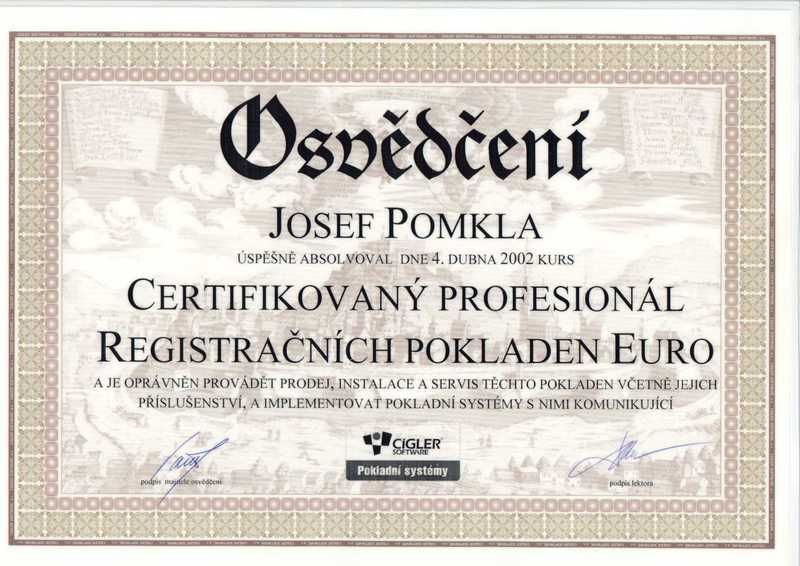 Osvědčení
JOSEF POMKLA
ÚSPĚŠNĚ ABSOLVOVAL DNE 4. DUBNA 2002 KURS
CERTIFIKOVANÝ PROFESIONÁL
REGISTRAČNÍCH POKLADEN EURO
A JE OPRÁVNĚN PROVÁDĚT PRODEJ, INSTALACE A SERVIS TĚCHTO POKLADEN VČETNĚ JEJICH
PŘÍSLUŠENSTVÍ, A IMPLEMENTOVAT POKLADNÍ SYSTÉMY S NIMI KOMUNIKUJÍCÍ
CÍGLER
SOFTWARE
Pokladní systémy
podpis majitele osvědčení
podpis lektora